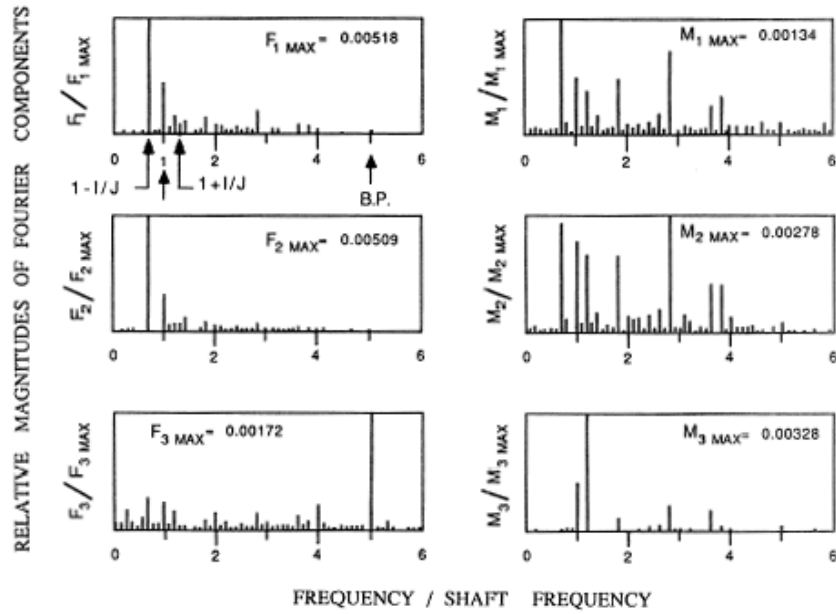 RELATIVE MAGNITUDES OF FOURIER COMPONENTS
F1 / F1 MAX
F1 MAX= 0.00518
0 1 2 4 6
1-I/J
1+I/J
B.P.
M1 / M1 MAX
M1 MAX= 0.00134
0 2 4 6
F2 / F2 MAX
F2 MAX= 0.00509
0 2 4 6
M2 / M2 MAX
M2 MAX= 0.00278
0 2 4 6
F3 / F3 MAX
F3 MAX= 0.00172
0 2 4 6
M3 / M3 MAX
M3 MAX= 0.00328
0 2 4 6
FREQUENCY / SHAFT FREQUENCY